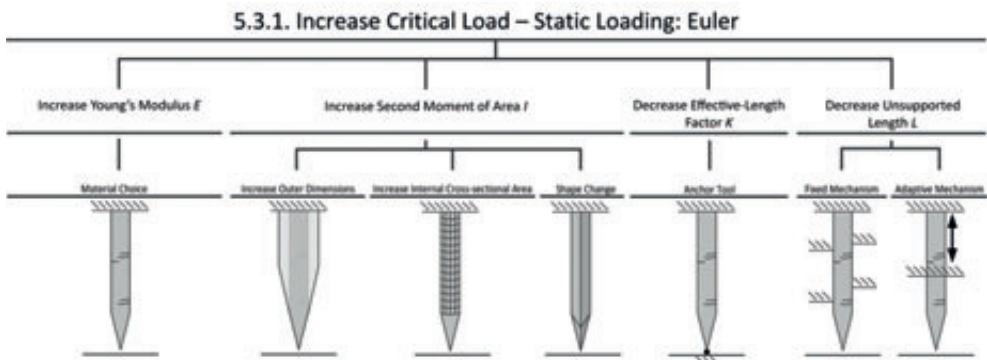 5.3.1. Increase Critical Load – Static Loading: Euler
Increase Young's Modulus E
Increase Second Moment of Area I
Decrease Effective-Length
Factor K
Decrease Unsupported
Length L
Material Choice
Increase Outer Dimensions
Increase Internal Cross-sectional Area
Shape Change
Anchor Tool
Fixed Mechanism
Adaptive Mechanism